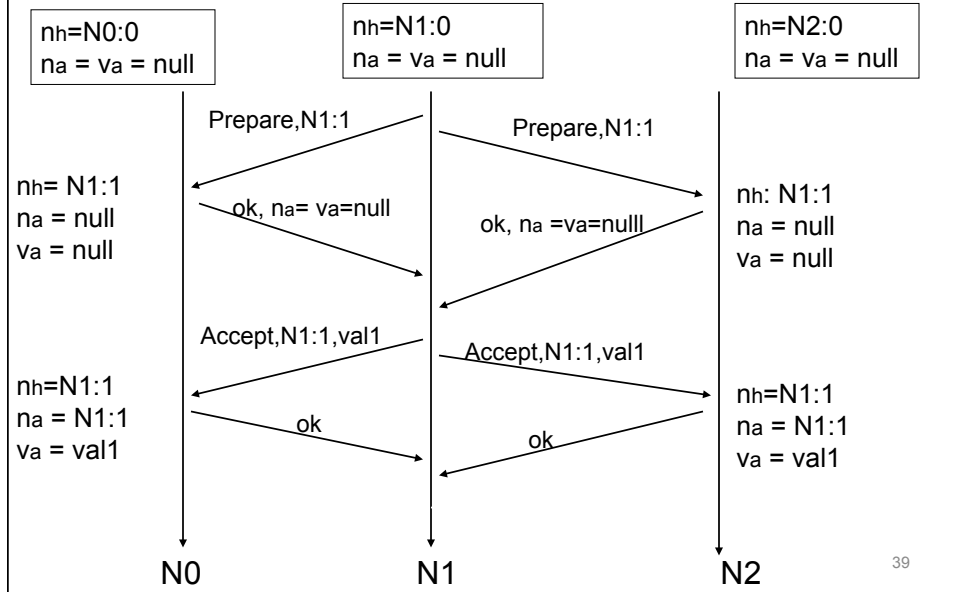 nh=N0:0
na = va = null
nh=N1:0
na = va = null
nh=N2:0
na = va = null
Prepare,N1:1
Prepare,N1:1
nh= N1:1
na = null
va = null
ok, na= va=null
ok, na =va=nulll
nh: N1:1
na = null
va = null
Accept,N1:1,val1
Accept,N1:1,val1
nh=N1:1
na = N1:1
va = val1
ok
ok
nh=N1:1
na = N1:1
va = val1
N0
N1
N2
39